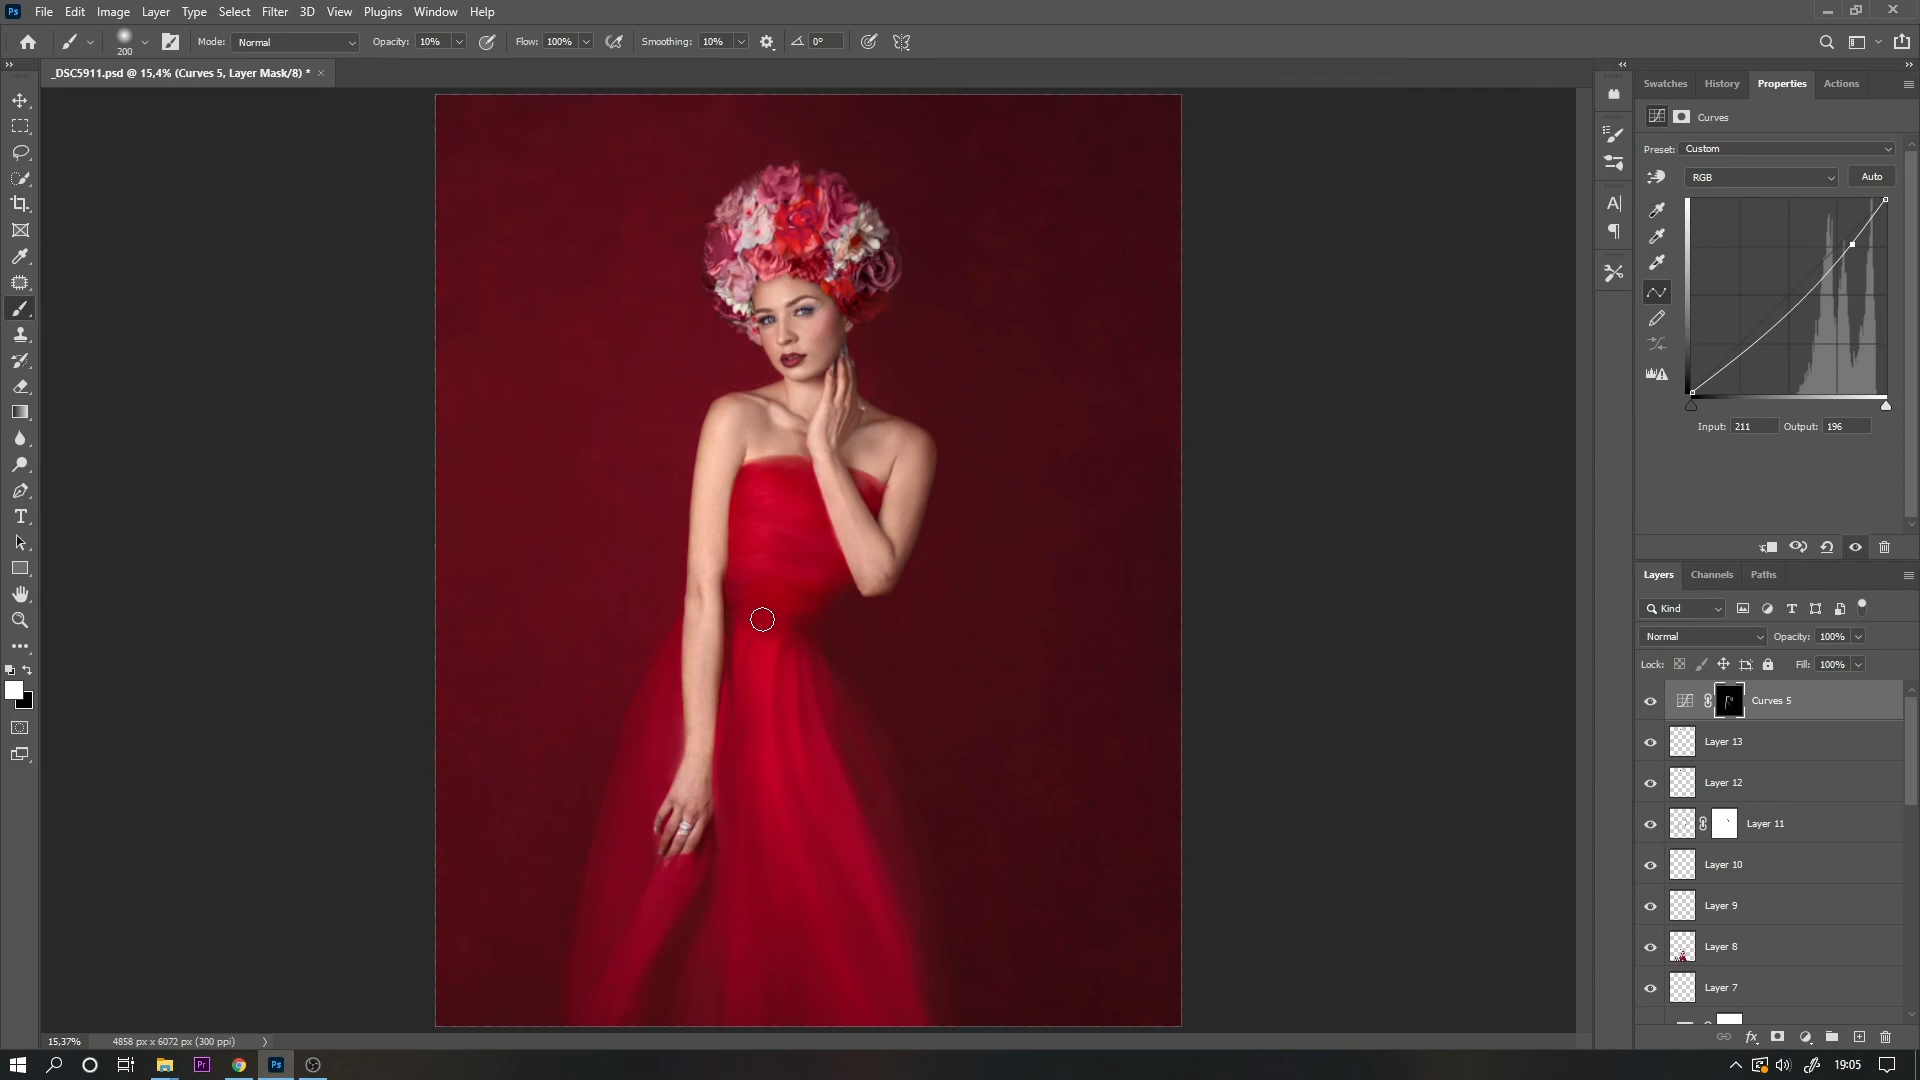 Ps File Edit Image Layer Type Select Filter 3D View Plugins Window Help
200 Mode: Normal Opacity: 10% Flow: 100% Smoothing: 10% 0°
_DSC5911.psd @ 15,4% (Curves 5, Layer Mask/8) * ×
Swatches History Properties Actions
Curves
Preset: Custom
RGB Auto
Input: 211 Output: 196
Layers Channels Paths
Kind
Normal Opacity: 100%
Lock: Fill: 100%
Curves 5
Layer 13
Layer 12
Layer 11
Layer 10
Layer 9
Layer 8
Layer 7
fx
15,37% 4858 px x 6072 px (300 ppi)
Pr Ps 19:05